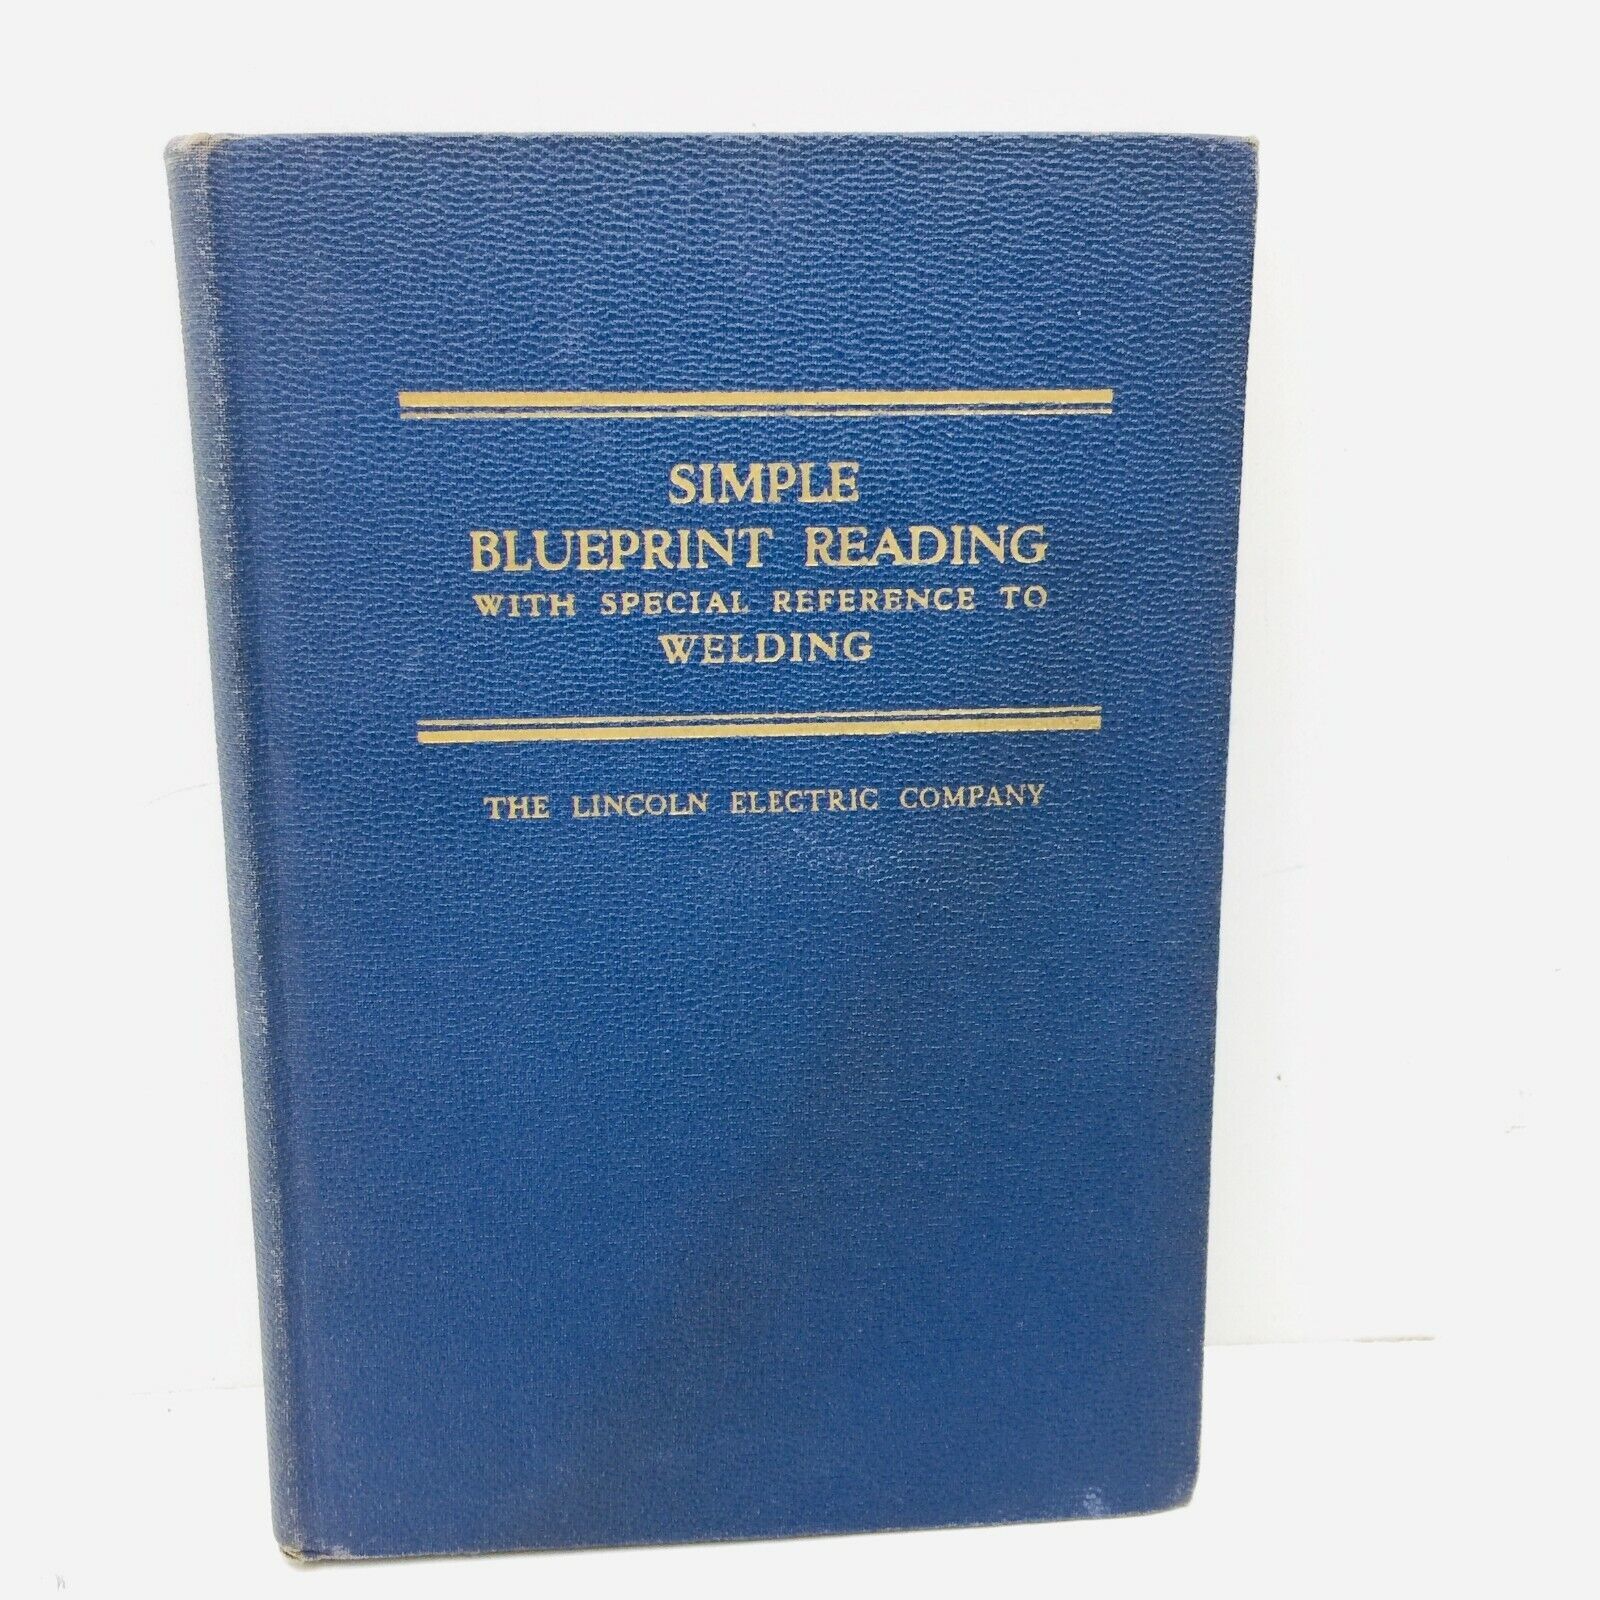 SIMPLE
BLUEPRINT READING
WITH SPECIAL REFERENCE TO
WELDING
THE LINCOLN ELECTRIC COMPANY